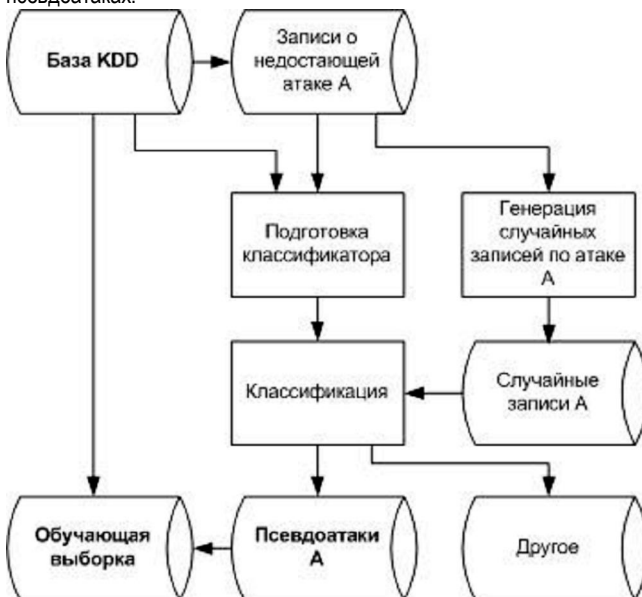 псевдоатаках.
База KDD
Записи о
недостающей
атаке А
Подготовка
классификатора
Генерация
случайных
записей по атаке
А
Классификация
Случайные
записи А
Обучающая
выборка
Псевдоатаки
А
Другое